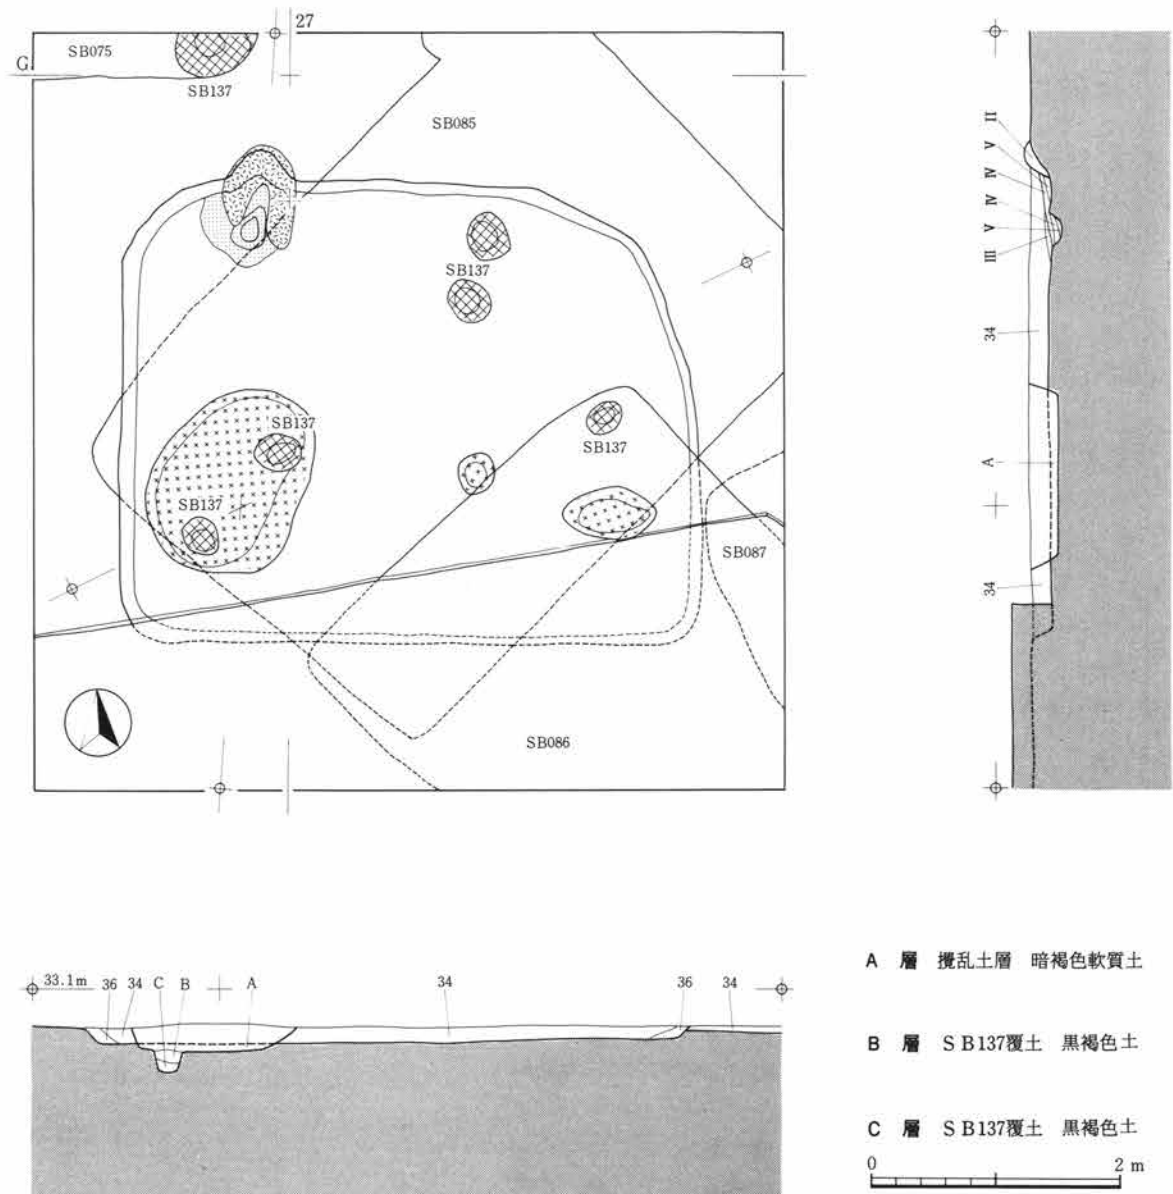 27
SB075
G
SB137
SB085
SB137
SB137
SB137
SB137
SB087
SB086
II
V
IV
IV
V
III
34
A
34
33.1m 36 34 C B A 34 36 34
A 層 攪乱土層 暗褐色軟質土
B 層 SB137覆土 黒褐色土
C 層 SB137覆土 黒褐色土
0 2 m